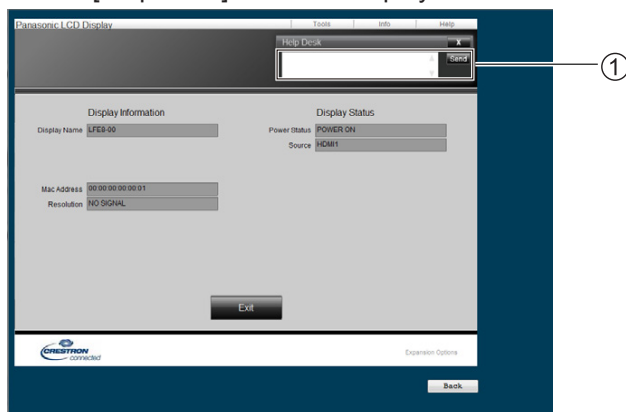 Panasonic LCD Display
Tools | Info | Help
Help Desk X
Send
①
Display Information
Display Status
Display Name LFE8-00
Power Status POWER ON
Source HDMI1
Mac Address 00:00:00:00:00:01
Resolution NO SIGNAL
Exit
CRESTRON
connected
Expansion Options
Back